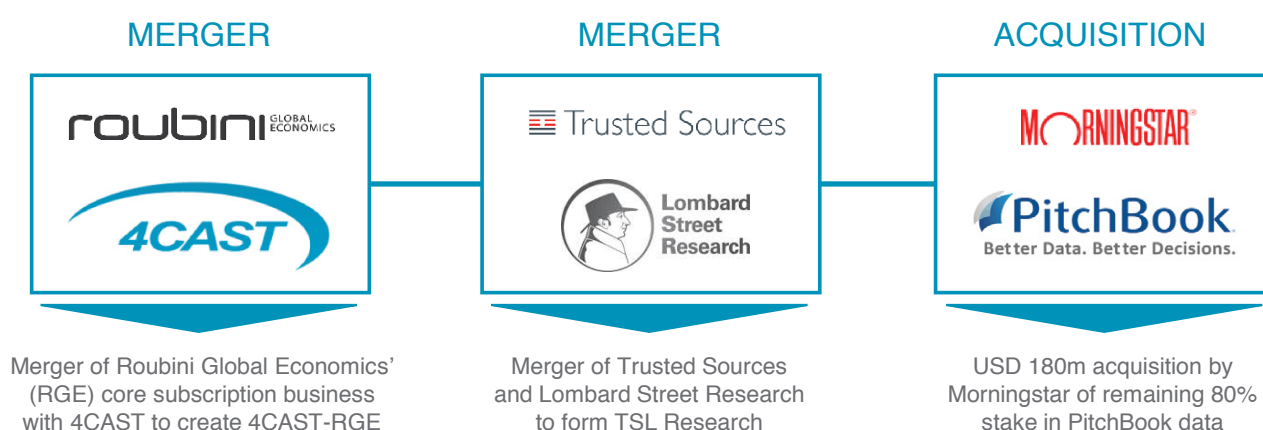 MERGER
roubini GLOBAL
ECONOMICS
4CAST
Merger of Roubini Global Economics’
(RGE) core subscription business
with 4CAST to create 4CAST-RGE
MERGER
Trusted Sources
Lombard
Street
Research
Merger of Trusted Sources
and Lombard Street Research
to form TSL Research
ACQUISITION
MORNINGSTAR®
PitchBook
Better Data. Better Decisions.
USD 180m acquisition by
Morningstar of remaining 80%
stake in PitchBook data